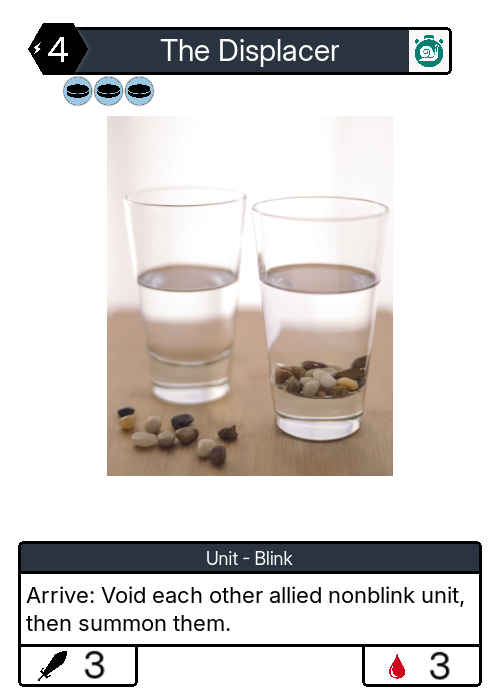 4
The Displacer
Unit - Blink
Arrive: Void each other allied nonblink unit,
then summon them.
3
3